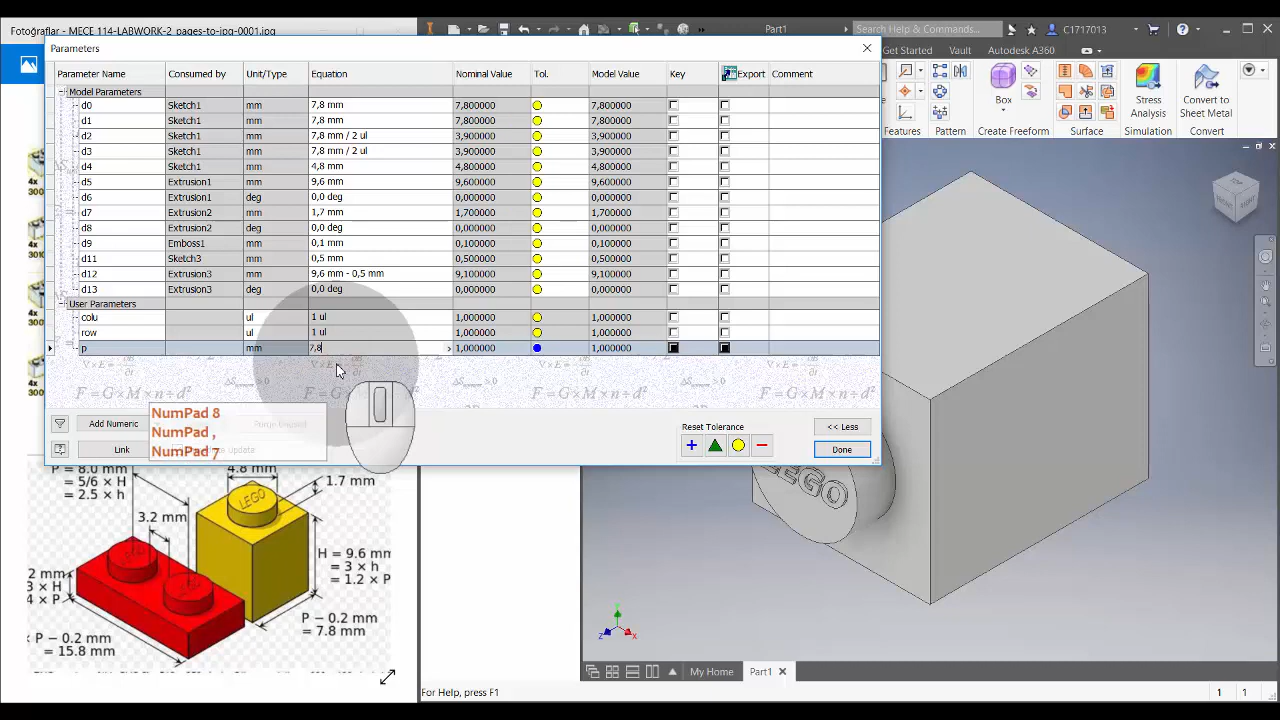 Fotoğraflar - MECE 114-LABWORK-2_pages-to-jpg-0001.jpg
Part1
Search Help & Commands...
C1717013
Parameters
Get Started Vault Autodesk A360
Parameter Name Consumed by Unit/Type Equation Nominal Value Tol. Model Value Key Export Comment
Model Parameters
d0 Sketch1 mm 7,8 mm 7,800000 7,800000
d1 Sketch1 mm 7,8 mm 7,800000 7,800000
d2 Sketch1 mm 7,8 mm / 2 ul 3,900000 3,900000
d3 Sketch1 mm 7,8 mm / 2 ul 3,900000 3,900000
d4 Sketch1 mm 4,8 mm 4,800000 4,800000
d5 Extrusion1 mm 9,6 mm 9,600000 9,600000
d6 Extrusion1 deg 0,0 deg 0,000000 0,000000
d7 Extrusion2 mm 1,7 mm 1,700000 1,700000
d8 Extrusion2 deg 0,0 deg 0,000000 0,000000
d9 Emboss1 mm 0,1 mm 0,100000 0,100000
d11 Sketch3 mm 0,5 mm 0,500000 0,500000
d12 Extrusion3 mm 9,6 mm - 0,5 mm 9,100000 9,100000
d13 Extrusion3 deg 0,0 deg 0,000000 0,000000
User Parameters
colu ul 1 ul 1,000000 1,000000
row ul 1 ul 1,000000 1,000000
p mm 7,8 1,000000 1,000000
Add Numeric
Link
NumPad 8
NumPad ,
NumPad 7
Reset Tolerance
<< Less
Done
Box
Features
Pattern
Create Freeform
Surface
Stress
Analysis
Simulation
Convert to
Sheet Metal
Convert
FRONT
RIGHT
4x
300
4x
P = 8.0 mm
= 5/6 × H
= 2.5 × h
4.8 mm
1.7 mm
3.2 mm
LEGO
H = 9.6 mm
= 3 × h
= 1.2 × P
2 mm
3 × H
4 × P
P − 0.2 mm
= 7.8 mm
× P − 0.2 mm
= 15.8 mm
LEGO
Y
Z
X
My Home Part1
For Help, press F1
1 1